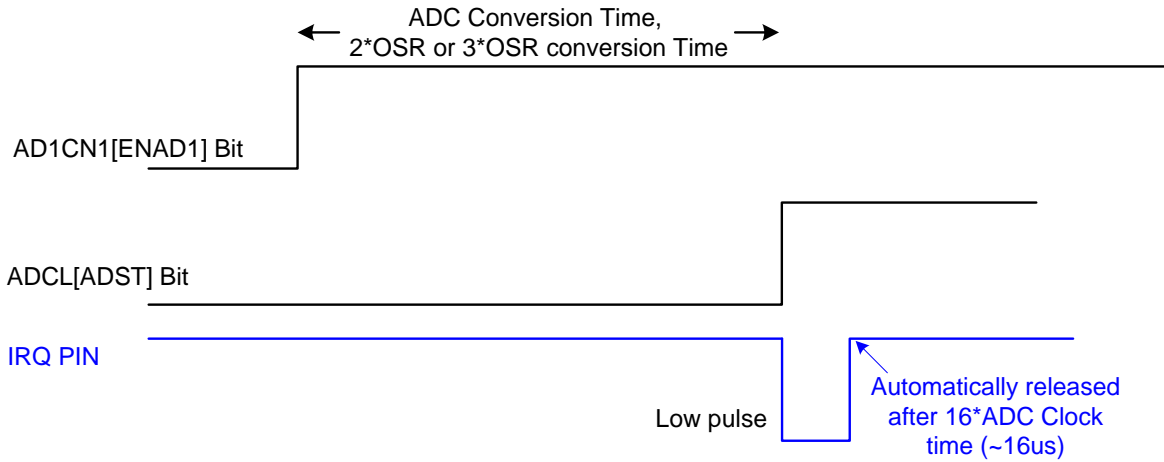 ADC Conversion Time,
2*OSR or 3*OSR conversion Time
AD1CN1[ENAD1] Bit
ADCL[ADST] Bit
IRQ PIN
Low pulse
Automatically released
after 16*ADC Clock
time (~16us)